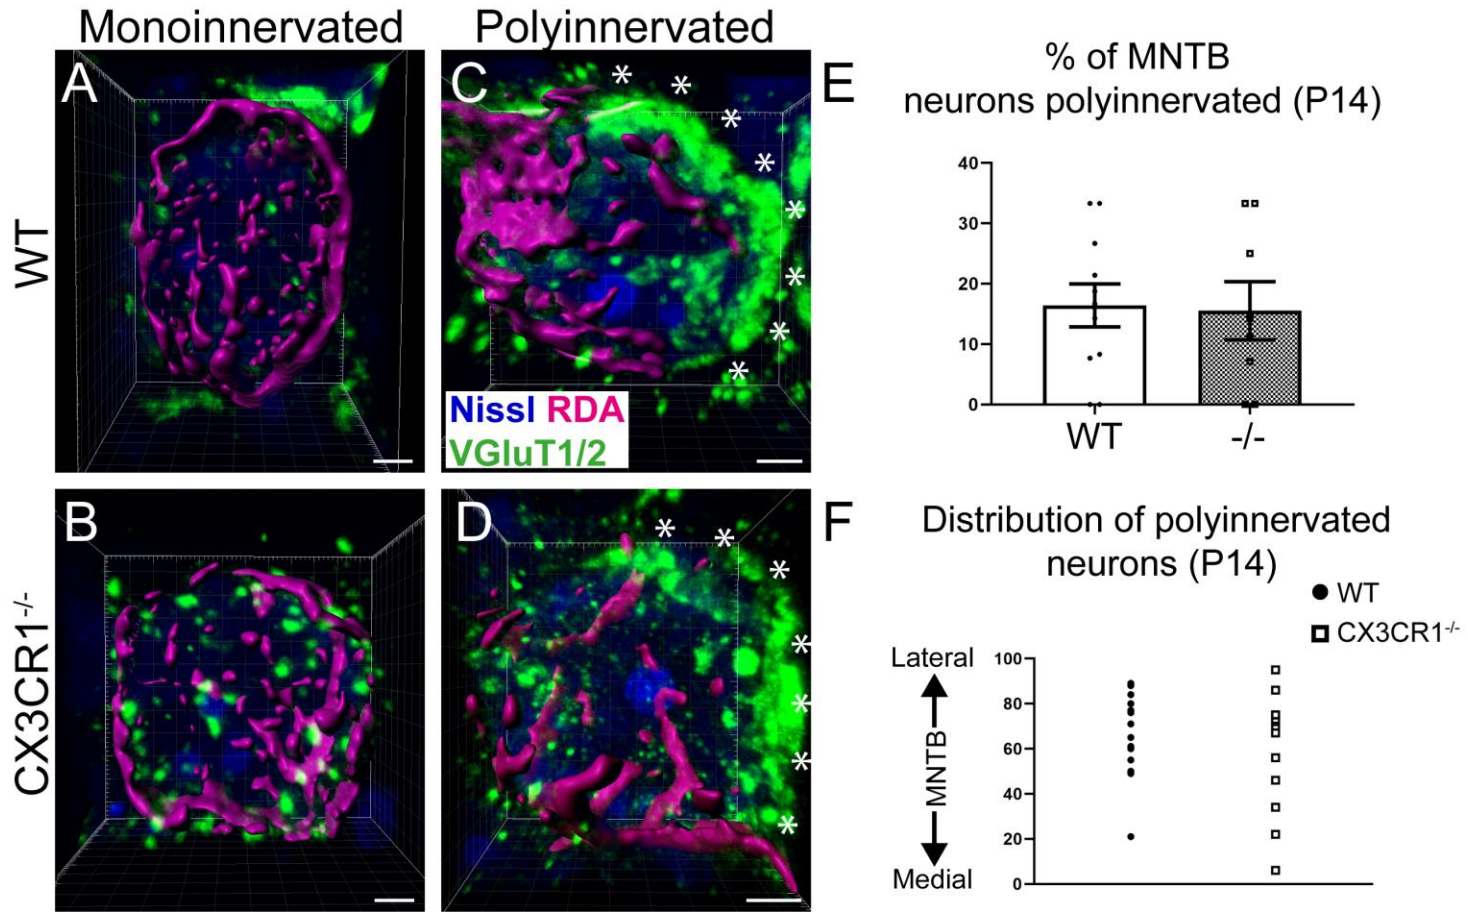 Monoinnervated
Polyinnervated
WT
CX3CR1-/-
A
C
Nissl RDA
VGluT1/2
B
D
E
% of MNTB
neurons polyinnervated (P14)
40
30
20
10
0
WT
-/-
F
Distribution of polyinnervated
neurons (P14)
WT
CX3CR1-/-
Lateral
MNTB
Medial
100
80
60
40
20
0